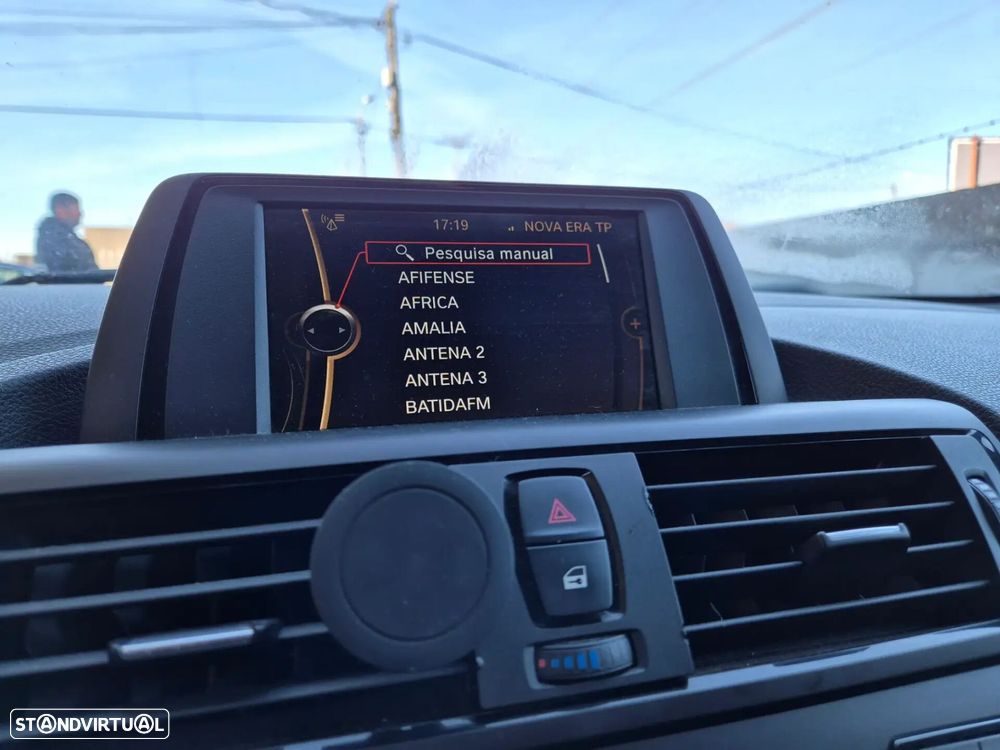 17:19 NOVA ERA TP
Pesquisa manual
AFIFENSE
AFRICA
AMALIA
ANTENA 2
ANTENA 3
BATIDAFM
STANDVIRTUAL